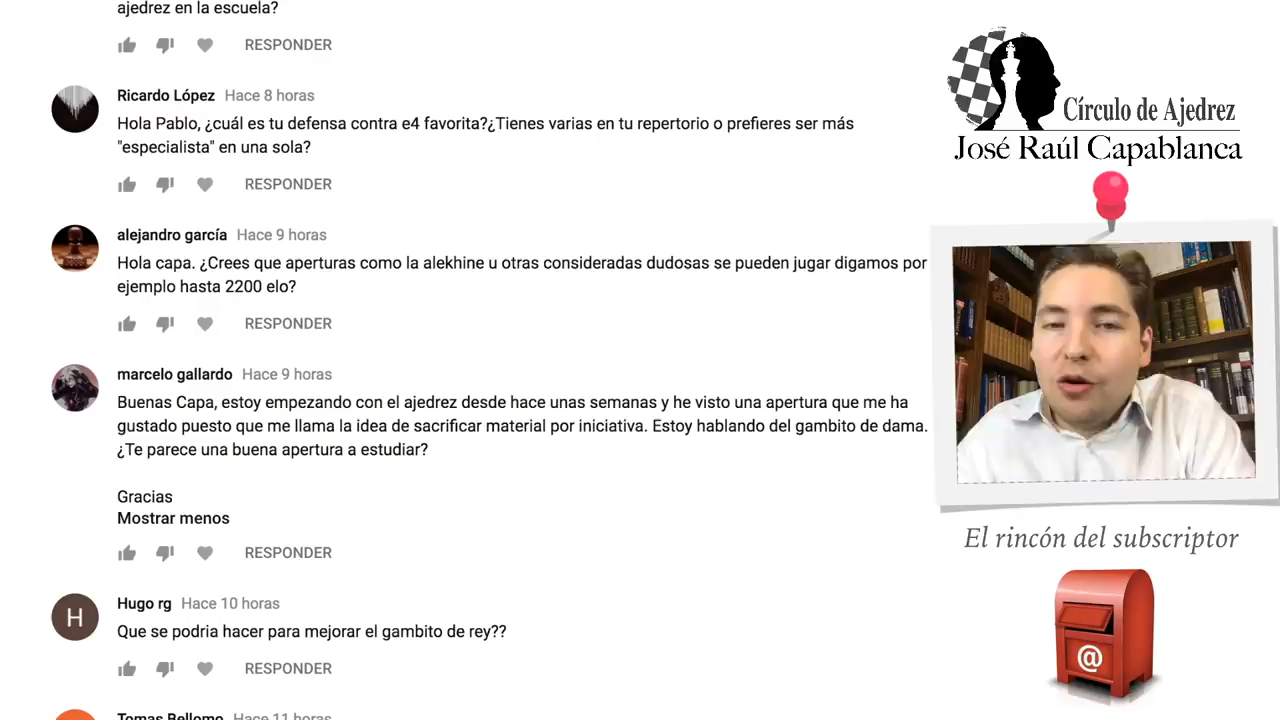 ajedrez en la escuela?
RESPONDER
Ricardo López Hace 8 horas
Hola Pablo, ¿cuál es tu defensa contra e4 favorita?¿Tienes varias en tu repertorio o prefieres ser más
"especialista" en una sola?
RESPONDER
alejandro garcía Hace 9 horas
Hola capa. ¿Crees que aperturas como la alekhine u otras consideradas dudosas se pueden jugar digamos por
ejemplo hasta 2200 elo?
RESPONDER
marcelo gallardo Hace 9 horas
Buenas Capa, estoy empezando con el ajedrez desde hace unas semanas y he visto una apertura que me ha
gustado puesto que me llama la idea de sacrificar material por iniciativa. Estoy hablando del gambito de dama.
¿Te parece una buena apertura a estudiar?
Gracias
Mostrar menos
RESPONDER
H
Hugo rg Hace 10 horas
Que se podria hacer para mejorar el gambito de rey??
RESPONDER
Tomas Bellomo Hace 11 horas
Círculo de Ajedrez
José Raúl Capablanca
El rincón del subscriptor
@